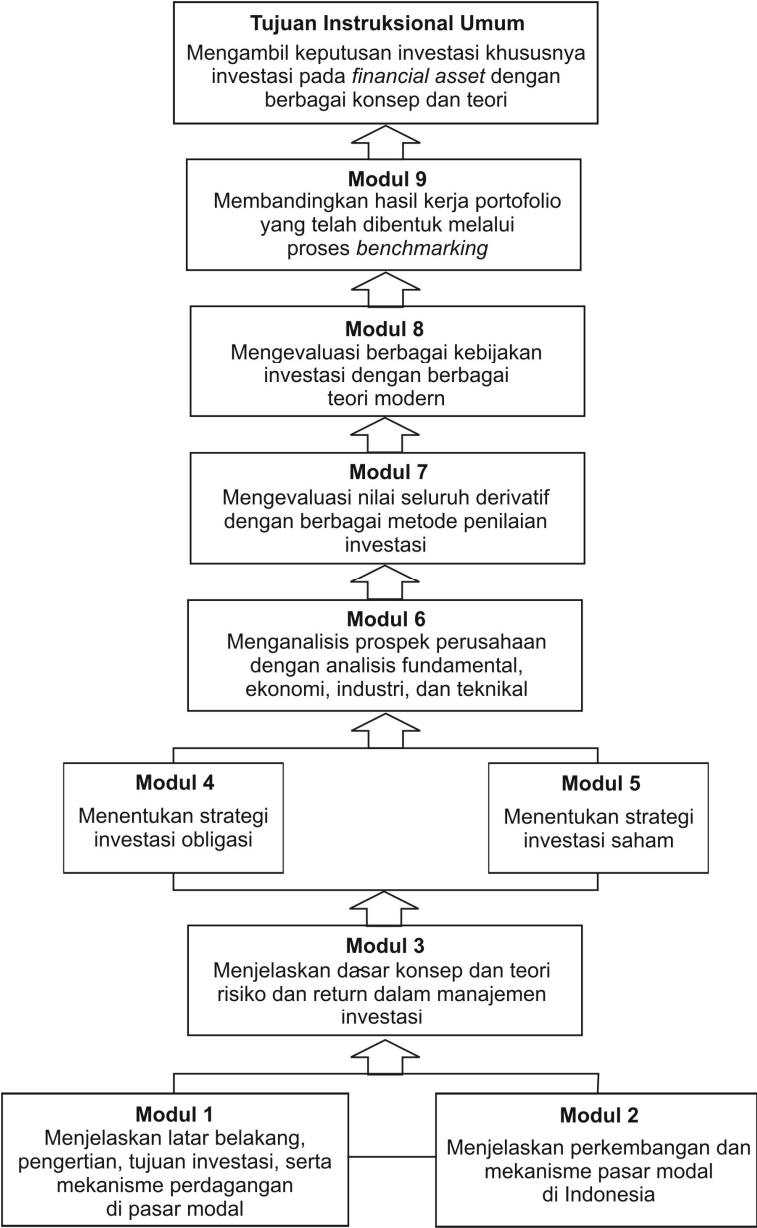 Tujuan Instruksional Umum
Mengambil keputusan investasi khususnya
investasi pada financial asset dengan
berbagai konsep dan teori
Modul 9
Membandingkan hasil kerja portofolio
yang telah dibentuk melalui
proses benchmarking
Modul 8
Mengevaluasi berbagai kebijakan
investasi dengan berbagai
teori modern
Modul 7
Mengevaluasi nilai seluruh derivatif
dengan berbagai metode penilaian
investasi
Modul 6
Menganalisis prospek perusahaan
dengan analisis fundamental,
ekonomi, industri, dan teknikal
Modul 4
Menentukan strategi
investasi obligasi
Modul 5
Menentukan strategi
investasi saham
Modul 3
Menjelaskan dasar konsep dan teori
risiko dan return dalam manajemen
investasi
Modul 1
Menjelaskan latar belakang,
pengertian, tujuan investasi, serta
mekanisme perdagangan
di pasar modal
Modul 2
Menjelaskan perkembangan dan
mekanisme pasar modal
di Indonesia